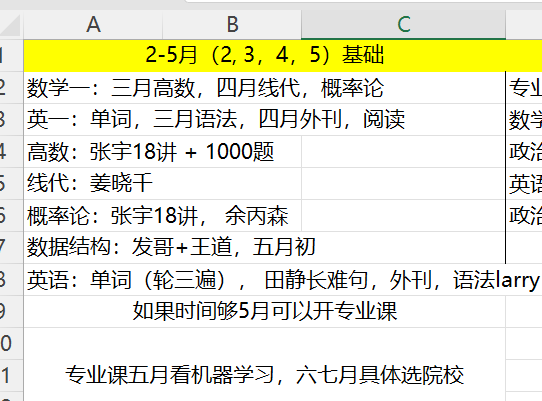 A B C
1 2-5月（2, 3，4，5）基础
2 数学一：三月高数，四月线代，概率论 专业
3 英一：单词，三月语法，四月外刊，阅读 数学
4 高数：张宇18讲 + 1000题 政治
5 线代：姜晓千 英语
6 概率论：张宇18讲， 余丙森 政治
7 数据结构：发哥+王道，五月初
8 英语：单词（轮三遍）， 田静长难句，外刊，语法larry
9 如果时间够5月可以开专业课
0
1 专业课五月看机器学习，六七月具体选院校